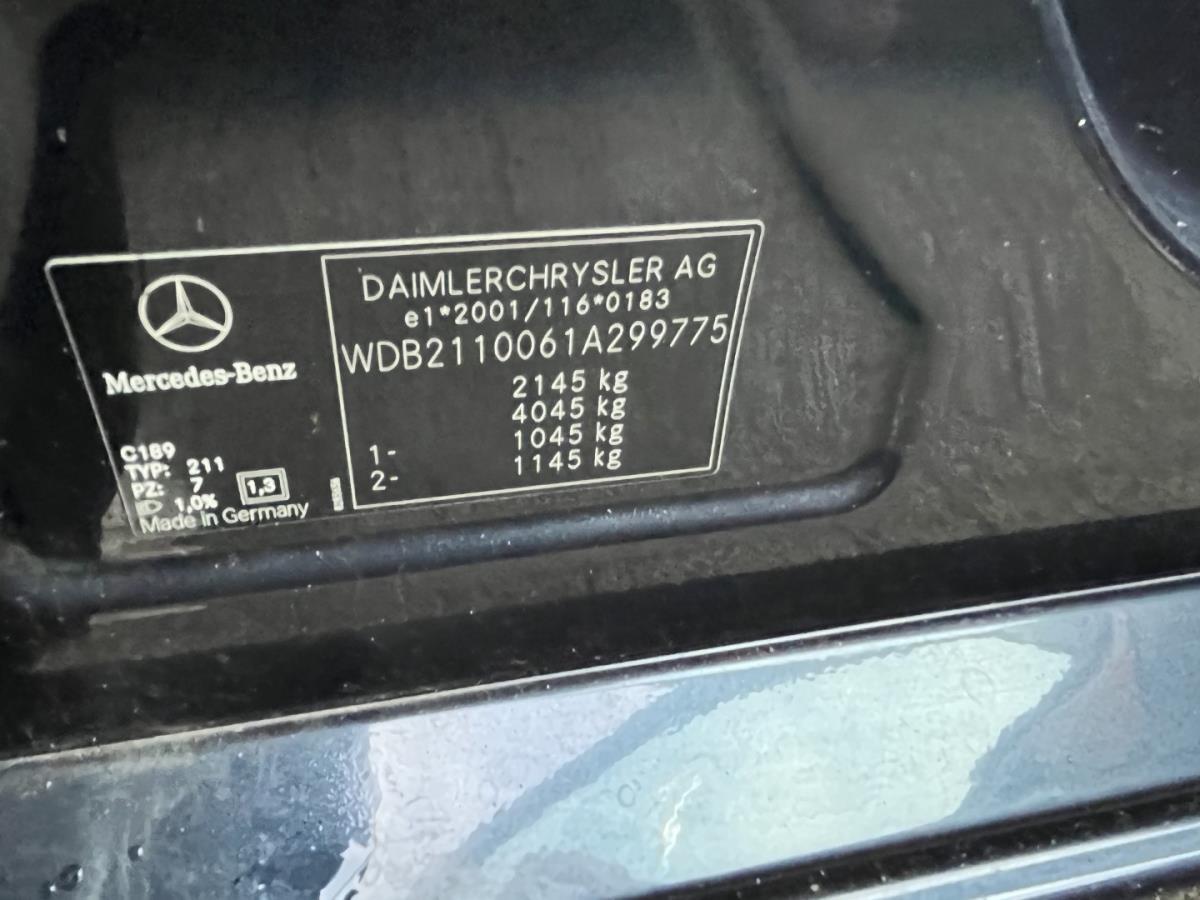 Mercedes-Benz
C189
TYP: 211
PZ: 7
1,0% 1,3
Made in Germany
DAIMLERCHRYSLER AG
e1*2001/116*0183
WDB2110061A299775
2145 kg
4045 kg
1- 1045 kg
2- 1145 kg